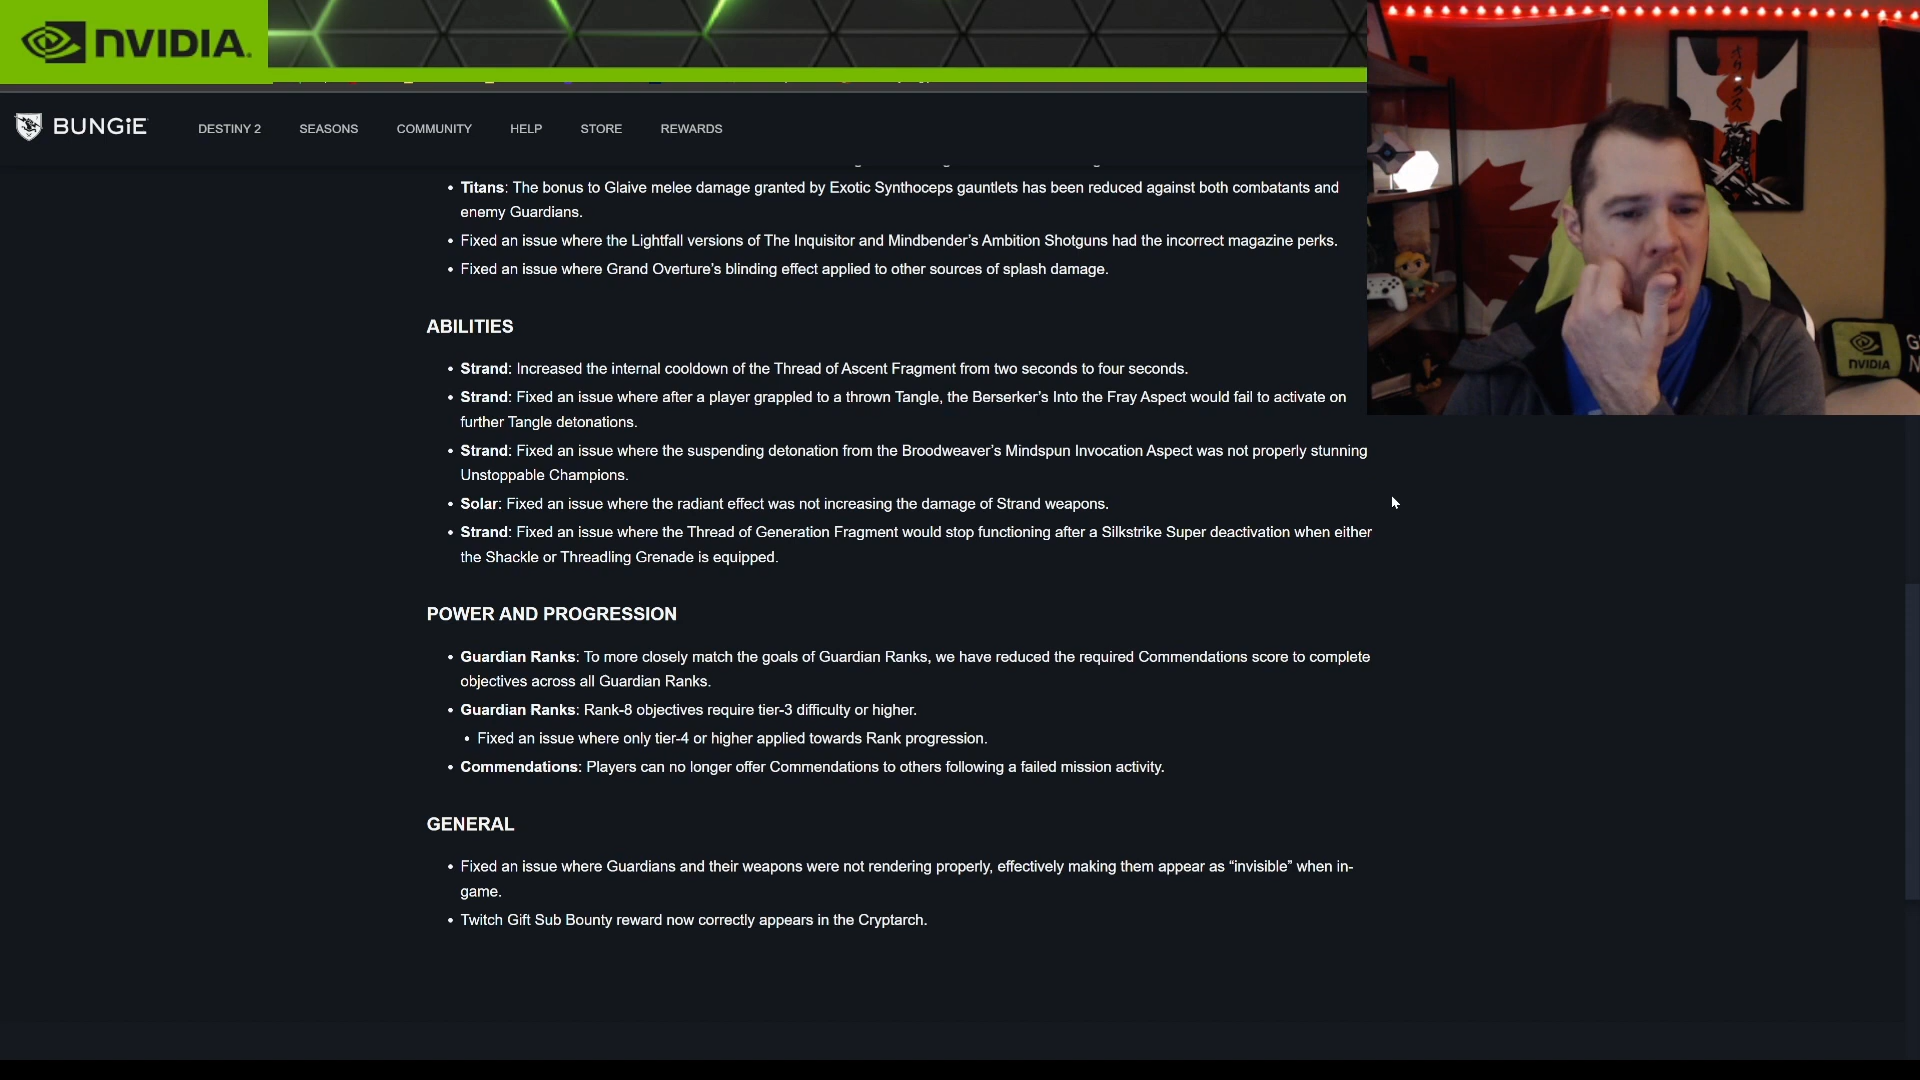 NVIDIA.
BUNGiE
DESTINY 2 SEASONS COMMUNITY HELP STORE REWARDS
• Titans: The bonus to Glaive melee damage granted by Exotic Synthoceps gauntlets has been reduced against both combatants and
enemy Guardians.
• Fixed an issue where the Lightfall versions of The Inquisitor and Mindbender’s Ambition Shotguns had the incorrect magazine perks.
• Fixed an issue where Grand Overture’s blinding effect applied to other sources of splash damage.
ABILITIES
• Strand: Increased the internal cooldown of the Thread of Ascent Fragment from two seconds to four seconds.
• Strand: Fixed an issue where after a player grappled to a thrown Tangle, the Berserker’s Into the Fray Aspect would fail to activate on
further Tangle detonations.
• Strand: Fixed an issue where the suspending detonation from the Broodweaver’s Mindspun Invocation Aspect was not properly stunning
Unstoppable Champions.
• Solar: Fixed an issue where the radiant effect was not increasing the damage of Strand weapons.
• Strand: Fixed an issue where the Thread of Generation Fragment would stop functioning after a Silkstrike Super deactivation when either
the Shackle or Threadling Grenade is equipped.
POWER AND PROGRESSION
• Guardian Ranks: To more closely match the goals of Guardian Ranks, we have reduced the required Commendations score to complete
objectives across all Guardian Ranks.
• Guardian Ranks: Rank-8 objectives require tier-3 difficulty or higher.
• Fixed an issue where only tier-4 or higher applied towards Rank progression.
• Commendations: Players can no longer offer Commendations to others following a failed mission activity.
GENERAL
• Fixed an issue where Guardians and their weapons were not rendering properly, effectively making them appear as “invisible” when in-
game.
• Twitch Gift Sub Bounty reward now correctly appears in the Cryptarch.
NVIDIA